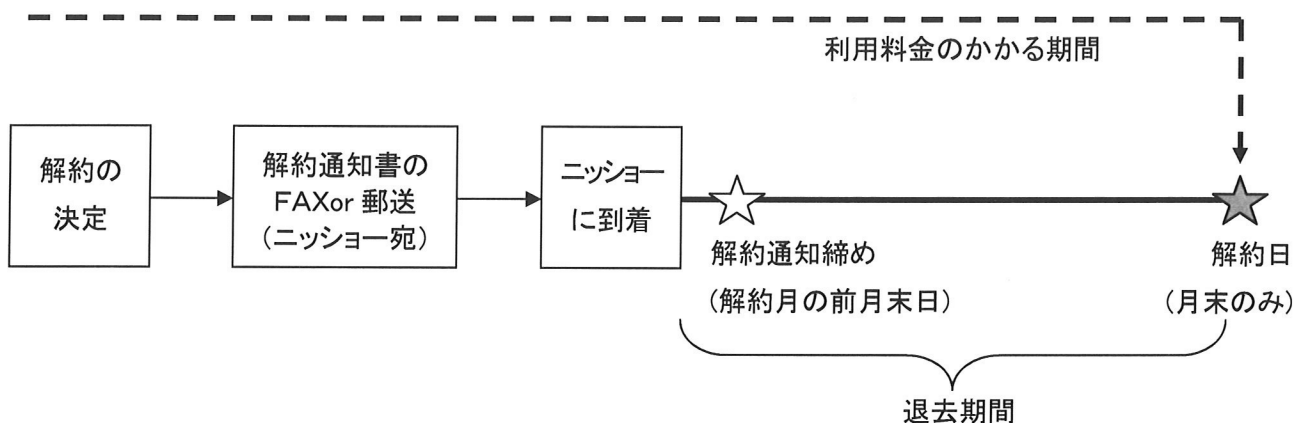 利用料金のかかる期間
解約の
決定
解約通知書の
FAXor 郵送
(ニッショー宛)
ニッショー
に到着
解約通知締め
(解約月の前月末日)
解約日
(月末のみ)
退去期間